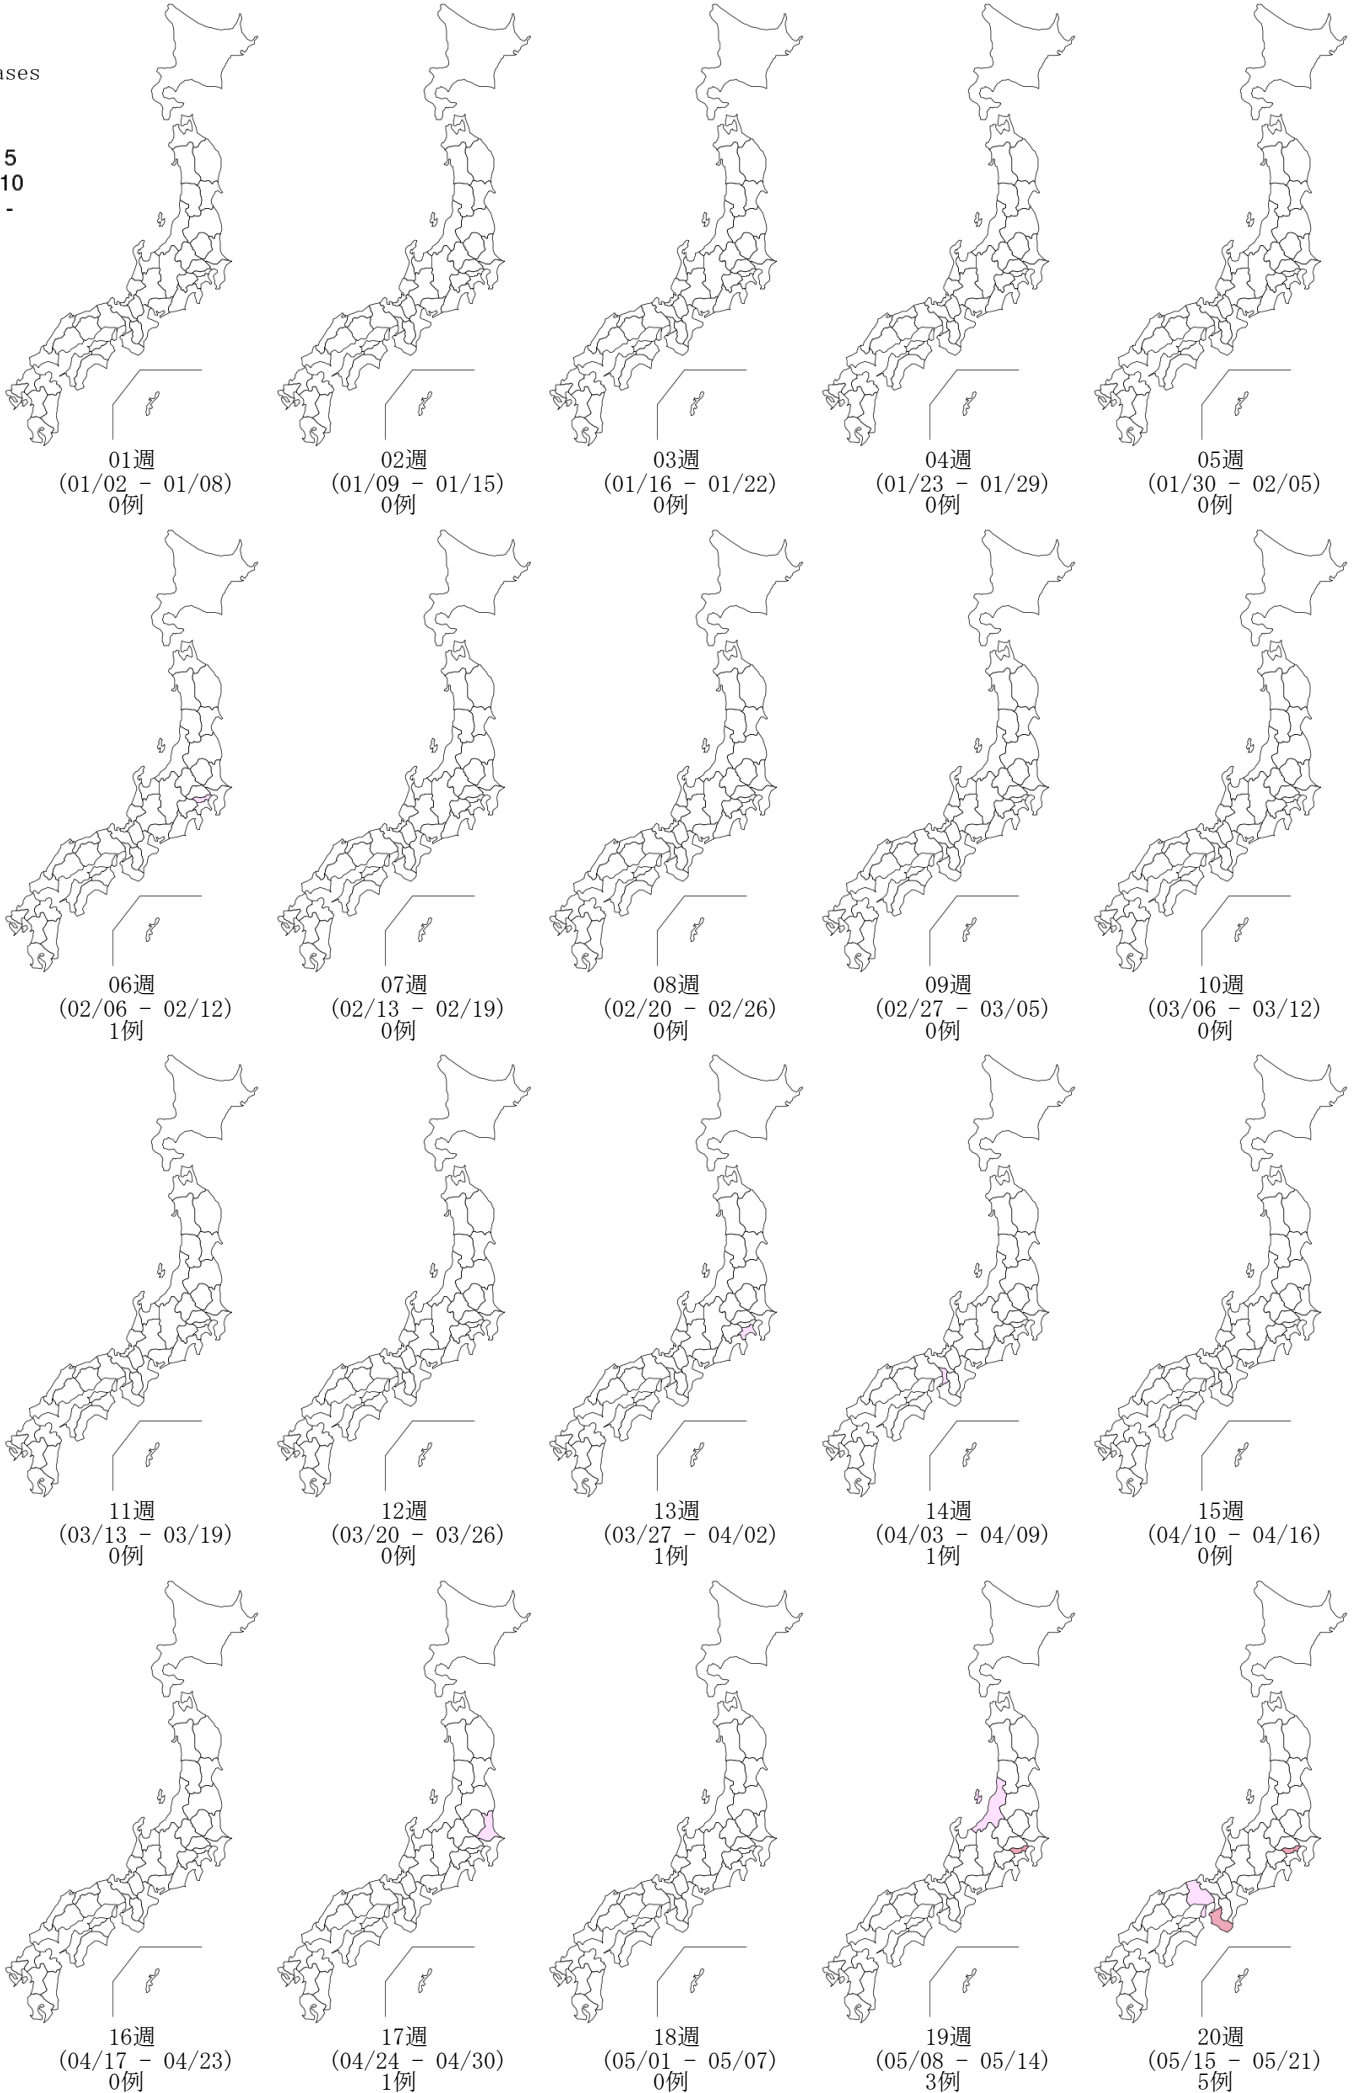 ases
5
10
-
01週
(01/02 - 01/08)
0例
02週
(01/09 - 01/15)
0例
03週
(01/16 - 01/22)
0例
04週
(01/23 - 01/29)
0例
05週
(01/30 - 02/05)
0例
06週
(02/06 - 02/12)
1例
07週
(02/13 - 02/19)
0例
08週
(02/20 - 02/26)
0例
09週
(02/27 - 03/05)
0例
10週
(03/06 - 03/12)
0例
11週
(03/13 - 03/19)
0例
12週
(03/20 - 03/26)
0例
13週
(03/27 - 04/02)
1例
14週
(04/03 - 04/09)
1例
15週
(04/10 - 04/16)
0例
16週
(04/17 - 04/23)
0例
17週
(04/24 - 04/30)
1例
18週
(05/01 - 05/07)
0例
19週
(05/08 - 05/14)
3例
20週
(05/15 - 05/21)
5例